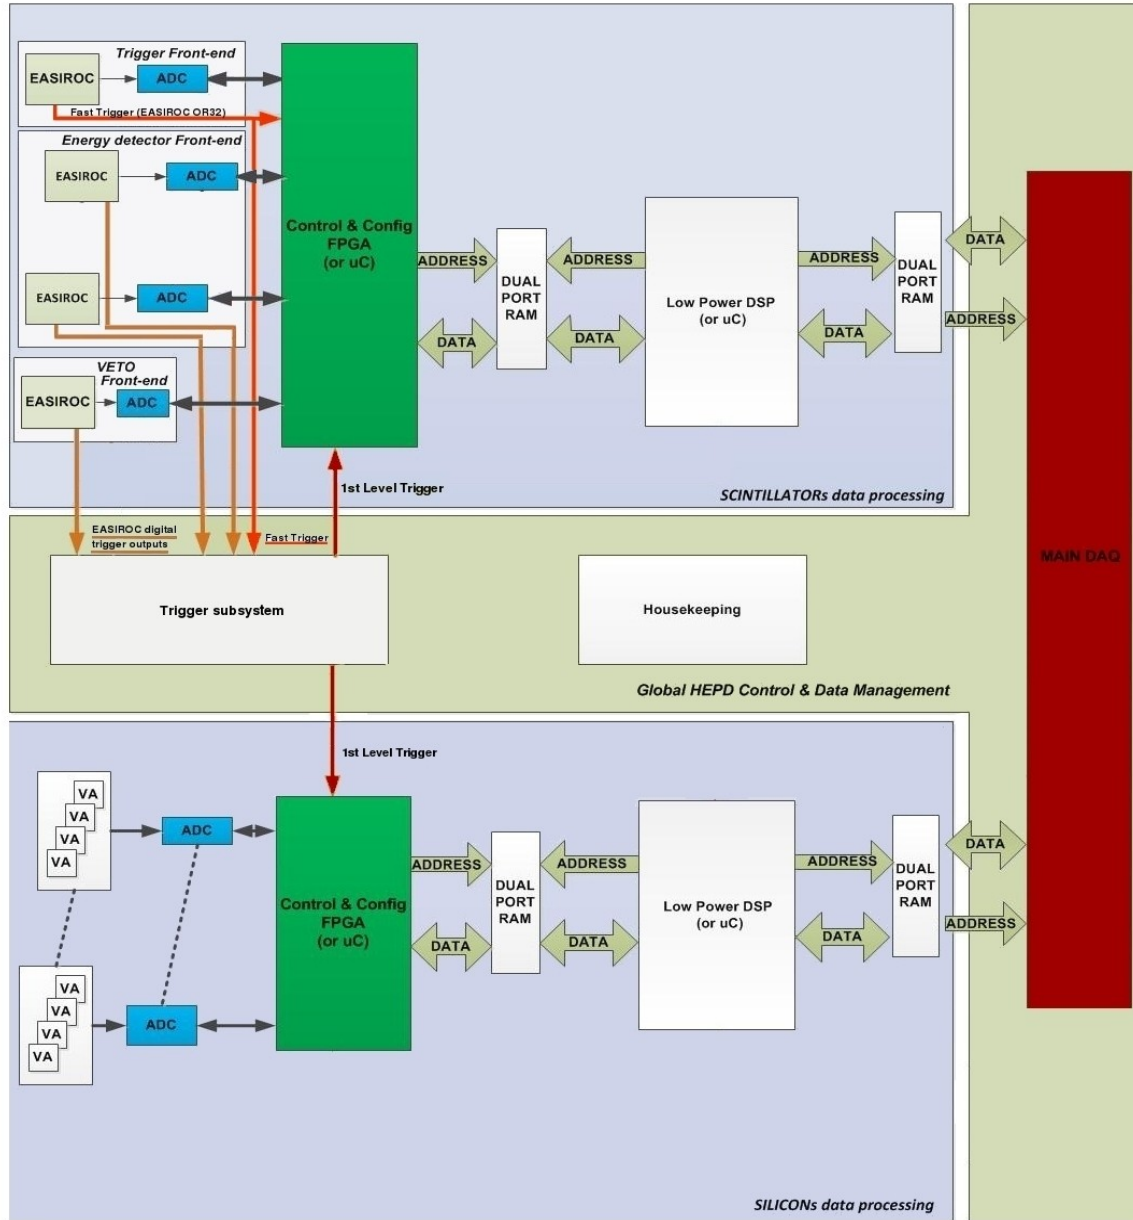 Trigger Front-end
EASIROC
ADC
Fast Trigger (EASIROC OR32)
Energy detector Front-end
EASIROC
ADC
EASIROC
ADC
VETO
Front-end
EASIROC
ADC
Control & Config
FPGA
(or uC)
ADDRESS
DATA
DUAL
PORT
RAM
ADDRESS
DATA
Low Power DSP
(or uC)
ADDRESS
DATA
DUAL
PORT
RAM
DATA
ADDRESS
1st Level Trigger
SCINTILLATORs data processing
EASIROC digital
trigger outputs
Fast Trigger
Trigger subsystem
Housekeeping
MAIN DAQ
Global HEPD Control & Data Management
1st Level Trigger
VA
VA
VA
VA
ADC
VA
VA
VA
VA
ADC
Control & Config
FPGA
(or uC)
ADDRESS
DATA
DUAL
PORT
RAM
ADDRESS
DATA
Low Power DSP
(or uC)
ADDRESS
DATA
DUAL
PORT
RAM
DATA
ADDRESS
SILICONs data processing